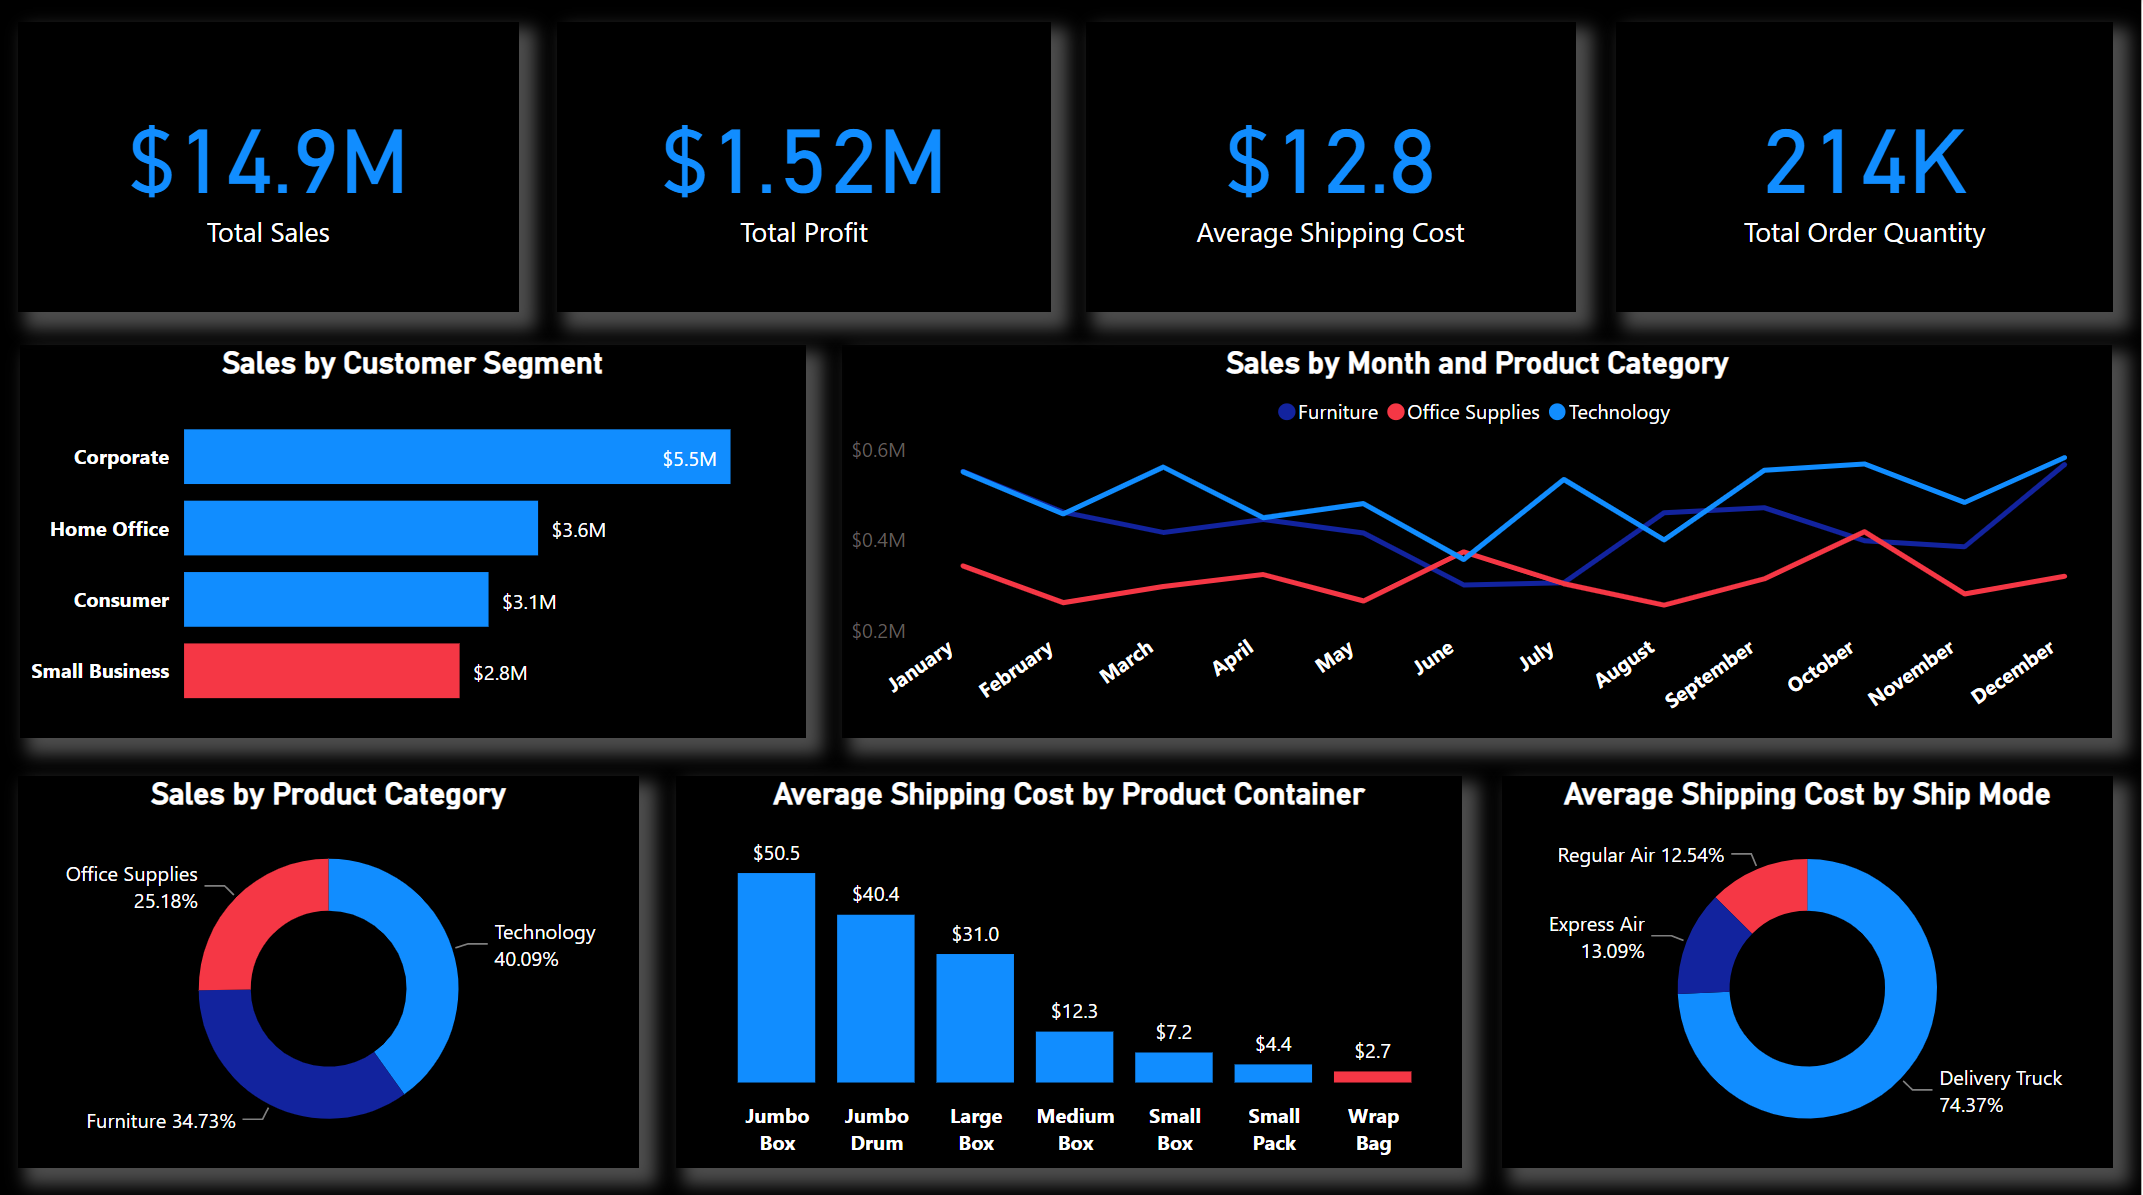 $14.9M
Total Sales
$1.52M
Total Profit
$12.8
Average Shipping Cost
214K
Total Order Quantity
Sales by Customer Segment
Corporate
$5.5M
Home Office
$3.6M
Consumer
$3.1M
Small Business
$2.8M
Sales by Month and Product Category
Furniture
Office Supplies
Technology
$0.6M
$0.4M
$0.2M
January
February
March
April
May
June
July
August
September
October
November
December
Sales by Product Category
Office Supplies
25.18%
Technology
40.09%
Furniture 34.73%
Average Shipping Cost by Product Container
$50.5
$40.4
$31.0
$12.3
$7.2
$4.4
$2.7
Jumbo
Box
Jumbo
Drum
Large
Box
Medium
Box
Small
Box
Small
Pack
Wrap
Bag
Average Shipping Cost by Ship Mode
Regular Air 12.54%
Express Air
13.09%
Delivery Truck
74.37%